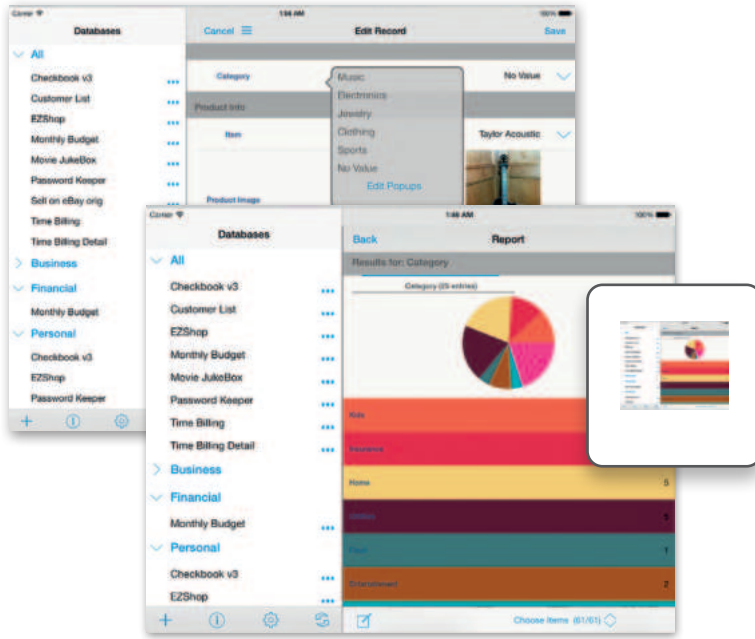 Carrier
1:56 AM
100%
Databases
Cancel
Edit Record
Save
All
Checkbook v3
Customer List
EZShop
Monthly Budget
Movie JukeBox
Password Keeper
Sell on eBay orig
Time Billing
Time Billing Detail
Business
Financial
Monthly Budget
Personal
Checkbook v3
EZShop
Password Keeper
Category
No Value
Product Info
Item
Taylor Acoustic
Product Image
Music
Electronics
Jewelry
Clothing
Sports
No Value
Edit Popups
Carrier
1:46 AM
100%
Databases
Back
Report
All
Checkbook v3
Customer List
EZShop
Monthly Budget
Movie JukeBox
Password Keeper
Time Billing
Time Billing Detail
Business
Financial
Monthly Budget
Personal
Checkbook v3
EZShop
Results for: Category
Category (25 entries)
Kids
Insurance
Home
5
5
Food
1
Entertainment
2
Choose Items (61/61)